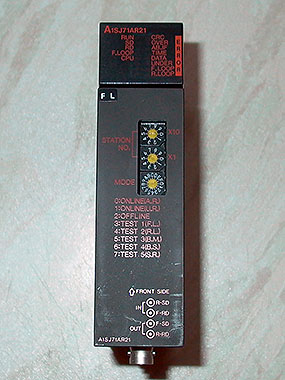 A1SJ71AR21
RUN CRC
SD OVER
RD AB.IF
F.LOOP TIME
CPU DATA
UNDER
F.LOOP
R.LOOP
ERROR
F L
X10
STATION NO.
X1
MODE
0:ONLINE(A.R.)
1:ONLINE(U.R.)
2:OFFLINE
3:TEST 1(F.L.)
4:TEST 2(R.L.)
5:TEST 3(B.M.)
6:TEST 4(B.S.)
7:TEST 5(S.R.)
FRONT SIDE
IN R-SD
F-RD
OUT F-SD
R-RD
A1SJ71AR21